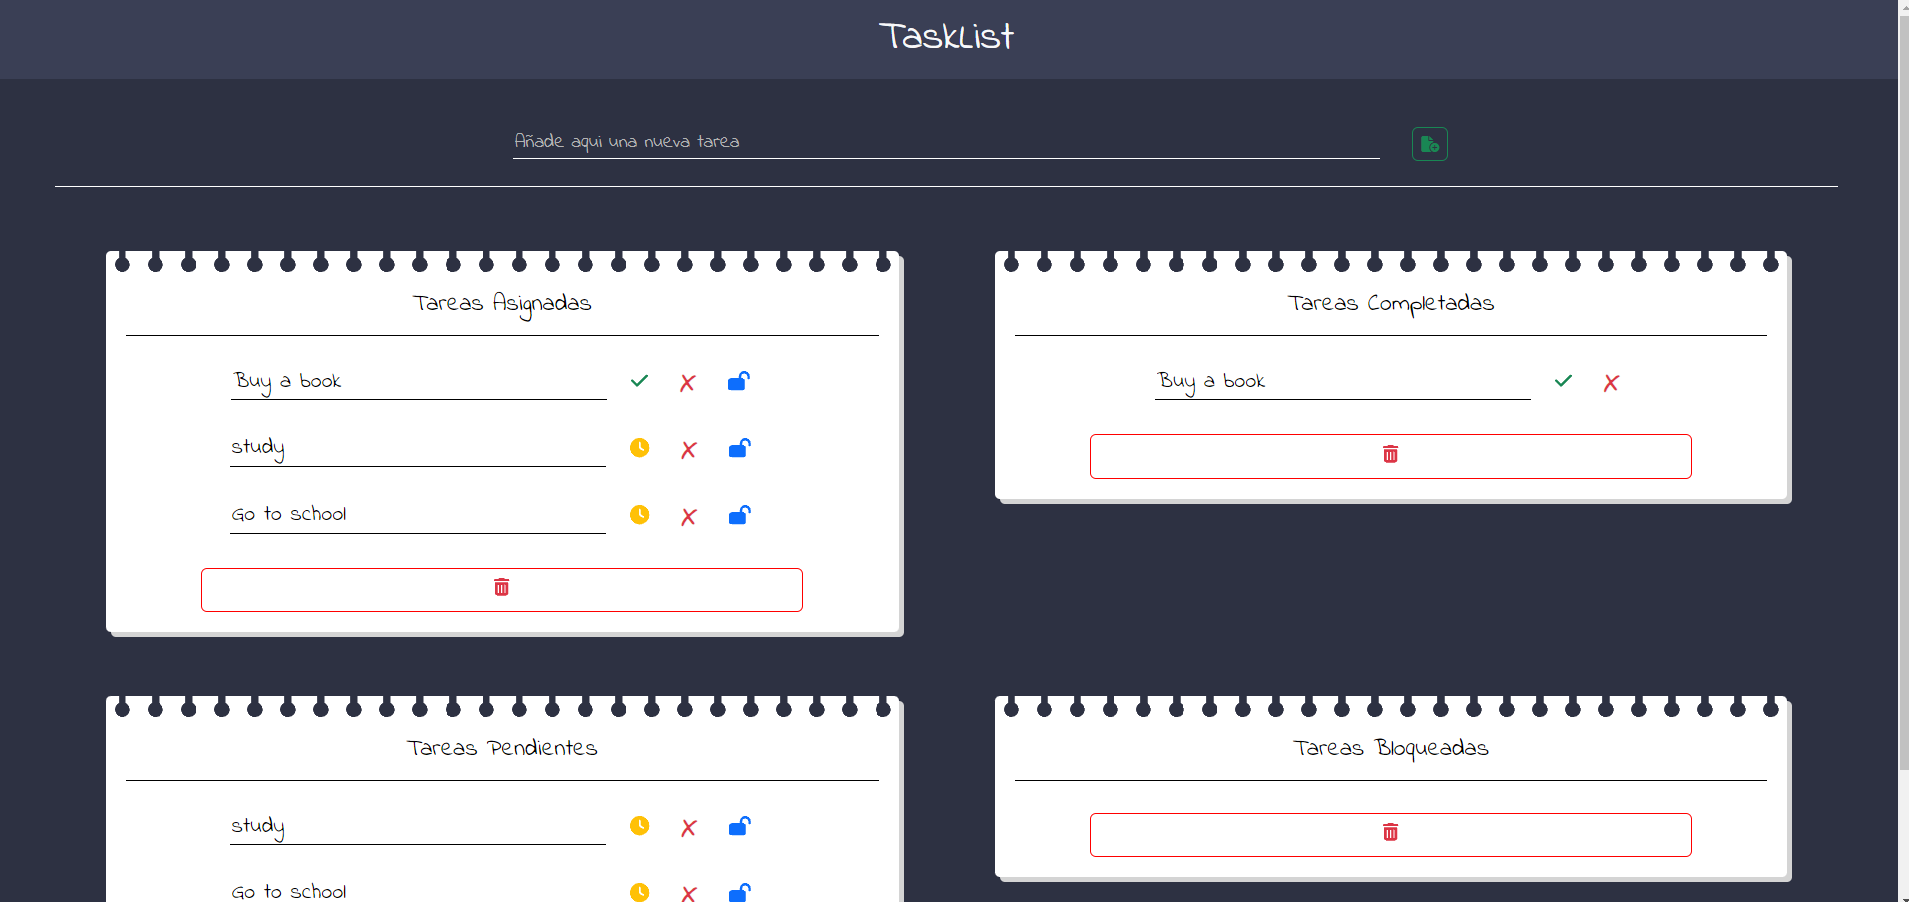 TaskList
Añade aqui una nueva tarea
Tareas Asignadas
Buy a book
study
Go to school
Tareas Completadas
Buy a book
Tareas Pendientes
study
Go to school
Tareas Bloqueadas